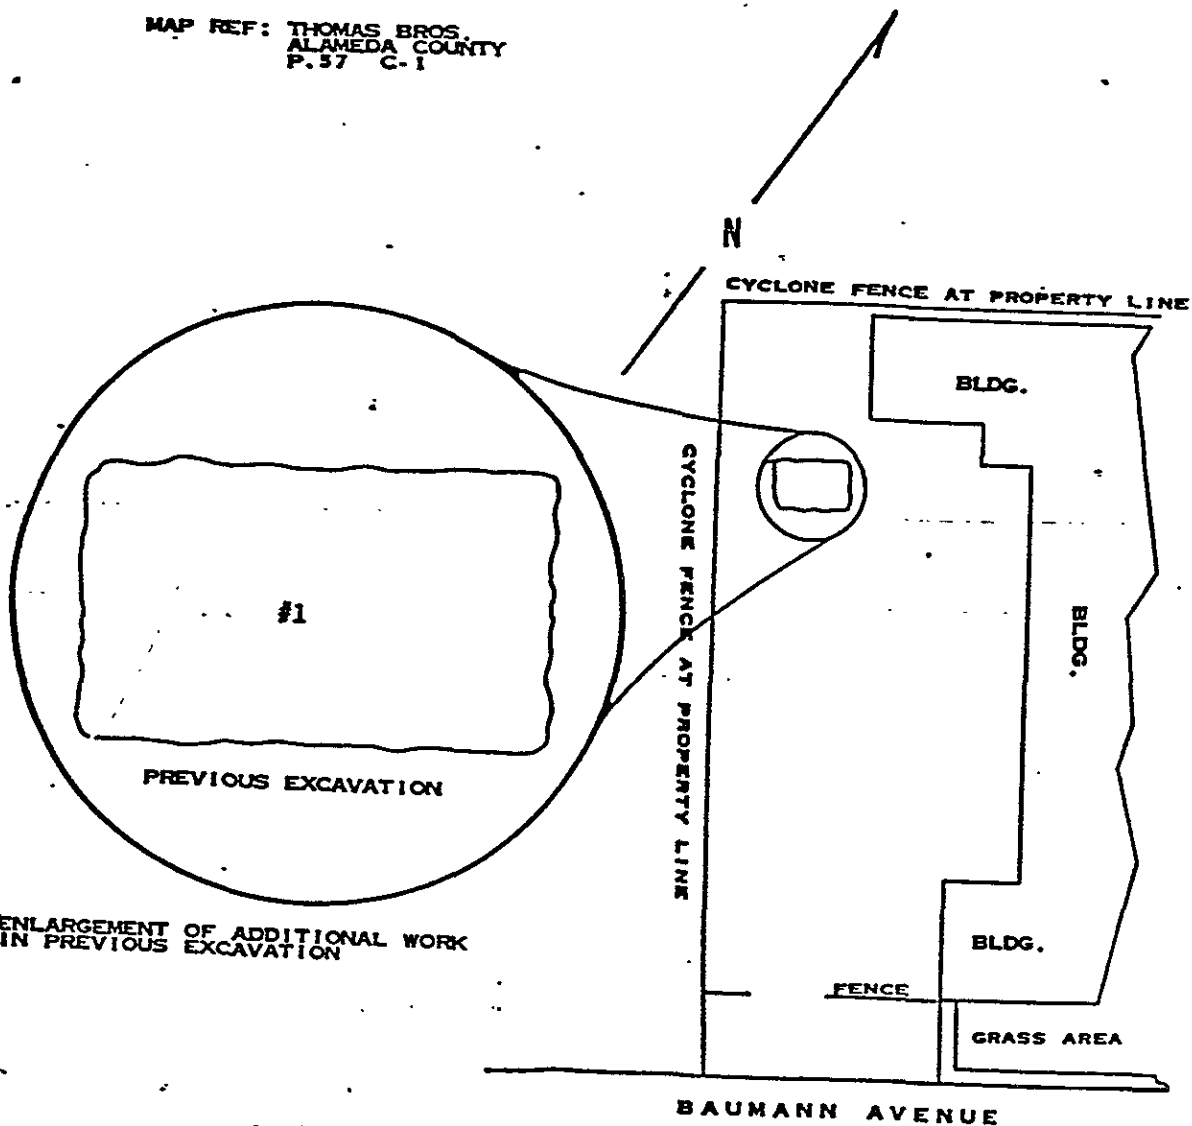 MAP REF: THOMAS BROS.
ALAMEDA COUNTY
P.57 C-1
N
CYCLONE FENCE AT PROPERTY LINE
BLDG.
CYCLONE FENCE AT PROPERTY LINE
#1
BLDG.
PREVIOUS EXCAVATION
ENLARGEMENT OF ADDITIONAL WORK
IN PREVIOUS EXCAVATION
BLDG.
FENCE
GRASS AREA
BAUMANN AVENUE